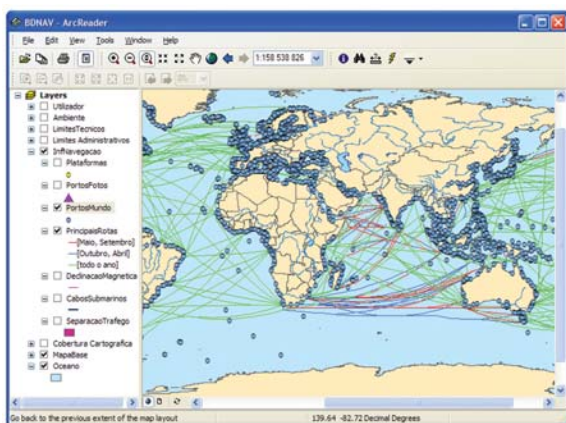 BDNAV - ArcReader
File Edit View Tools Window Help
1:158 538 826
Layers
Utilizador
Ambiente
LimitesTecnicos
Limites Administrativos
InfNavegacao
Plataformas
PortosFotos
PortosMundo
PrincipaisRotas
[Maio, Setembro]
[Outubro, Abril]
[todo o ano]
DeclinacaoMagnetica
CabosSubmarinos
SeparacaoTrafego
Cobertura Cartografica
MapaBase
Oceano
Go back to the previous extent of the map layout 139.64 -82.72 Decimal Degrees